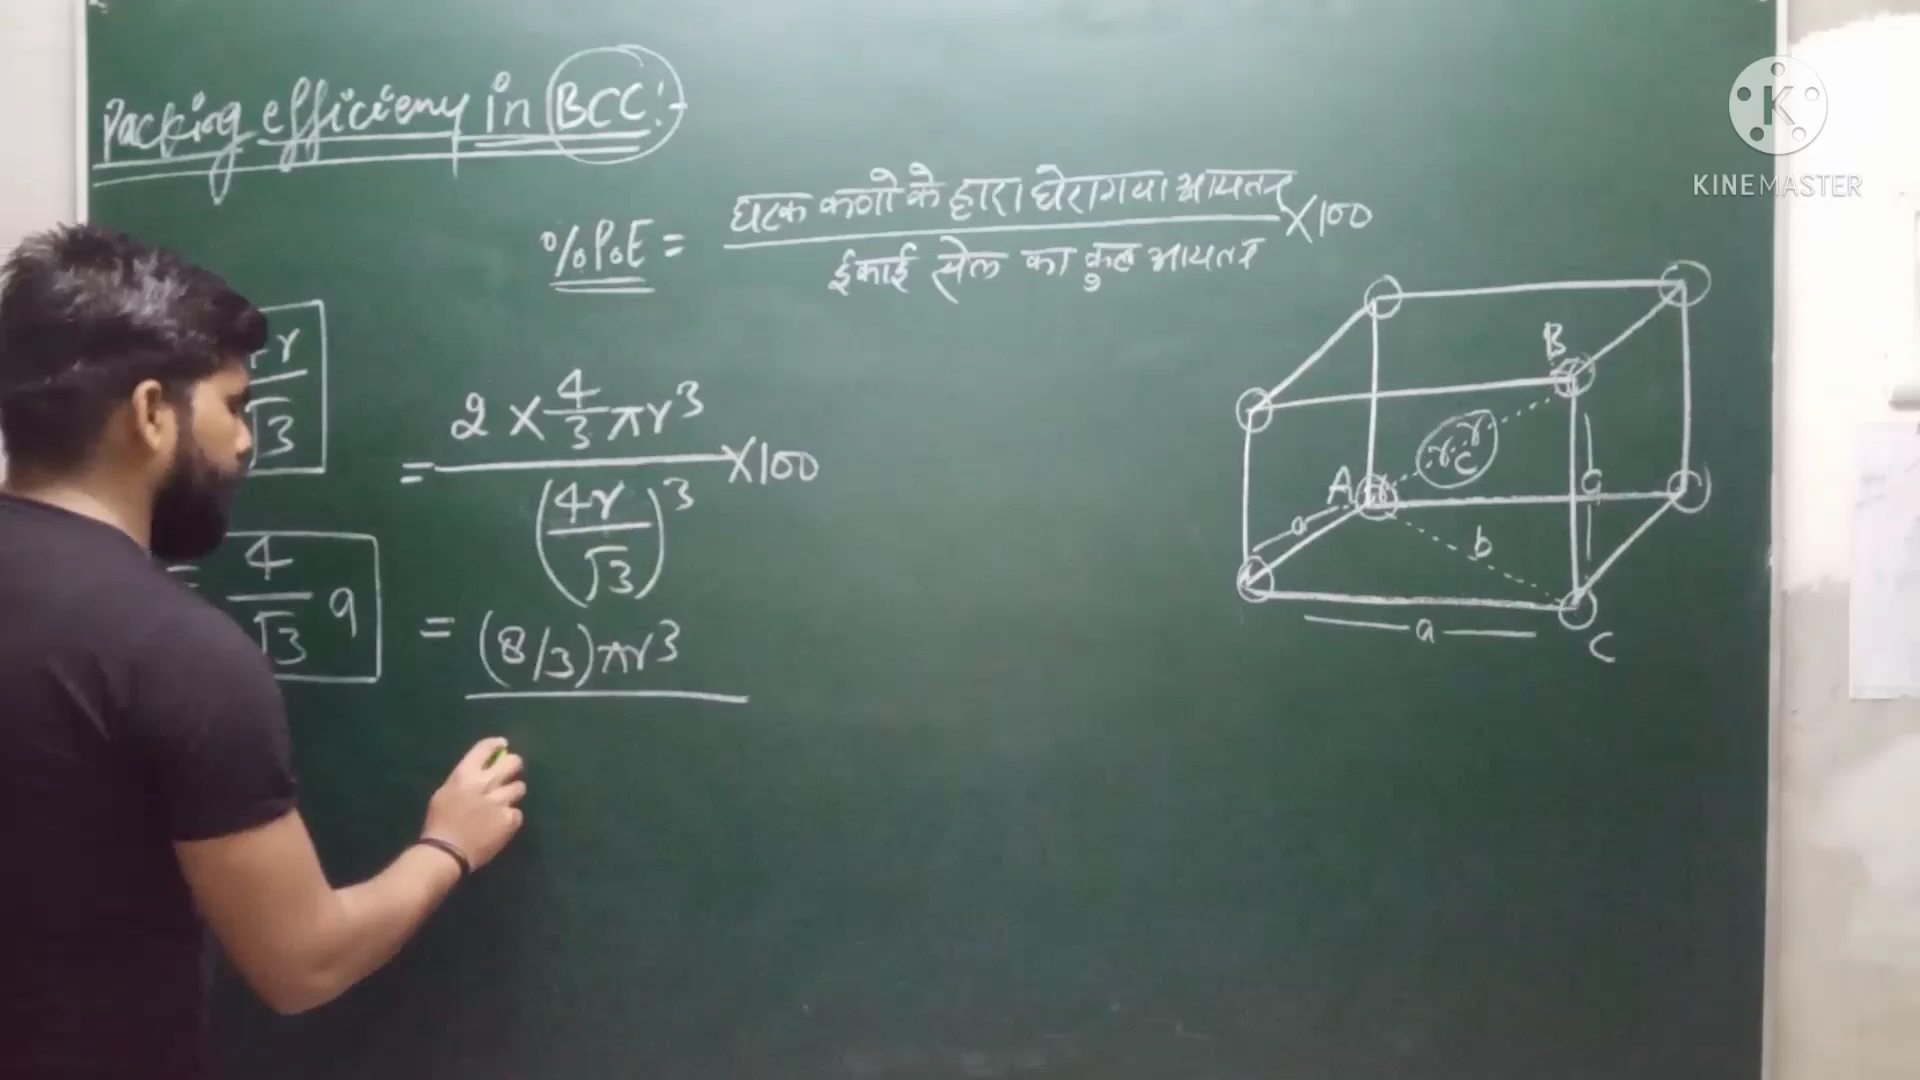 Packing efficiency in BCC:-
%P.E = घटक कणो के द्वारा घेरा गया आयतन / ईकाई सेल का कुल आयतन ×100
r
√3
= 2 × 4/3 πr³ / (4r/√3)³ ×100
= 4/√3 a
= (8/3)πr³
A
B
C
a
b
c
r
r
a
a
K
KINEMASTER